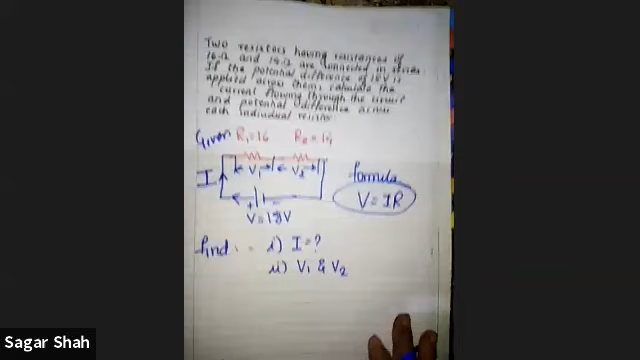 Two resistors having resistances of
16Ω and 14Ω are connected in series.
If the potential difference of 18V is
applied across them, calculate the
current flowing through the circuit
and potential difference across
each individual resistor
Given R₁=16 R₂=14
V₁ V₂
I
+ -
V=18V
formula
V=IR
find:- i) I=?
ii) V₁ & V₂
Sagar Shah